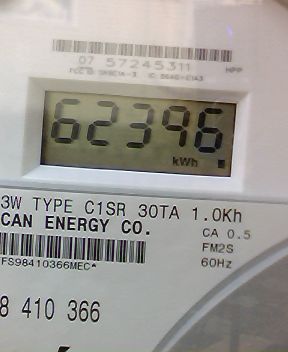 07 57245311 HPP
62396
kWh
3W TYPE C1SR 30TA 1.0Kh
CAN ENERGY CO.
CA 0.5
FM2S
FS98410366MEC*
60Hz
8 410 366